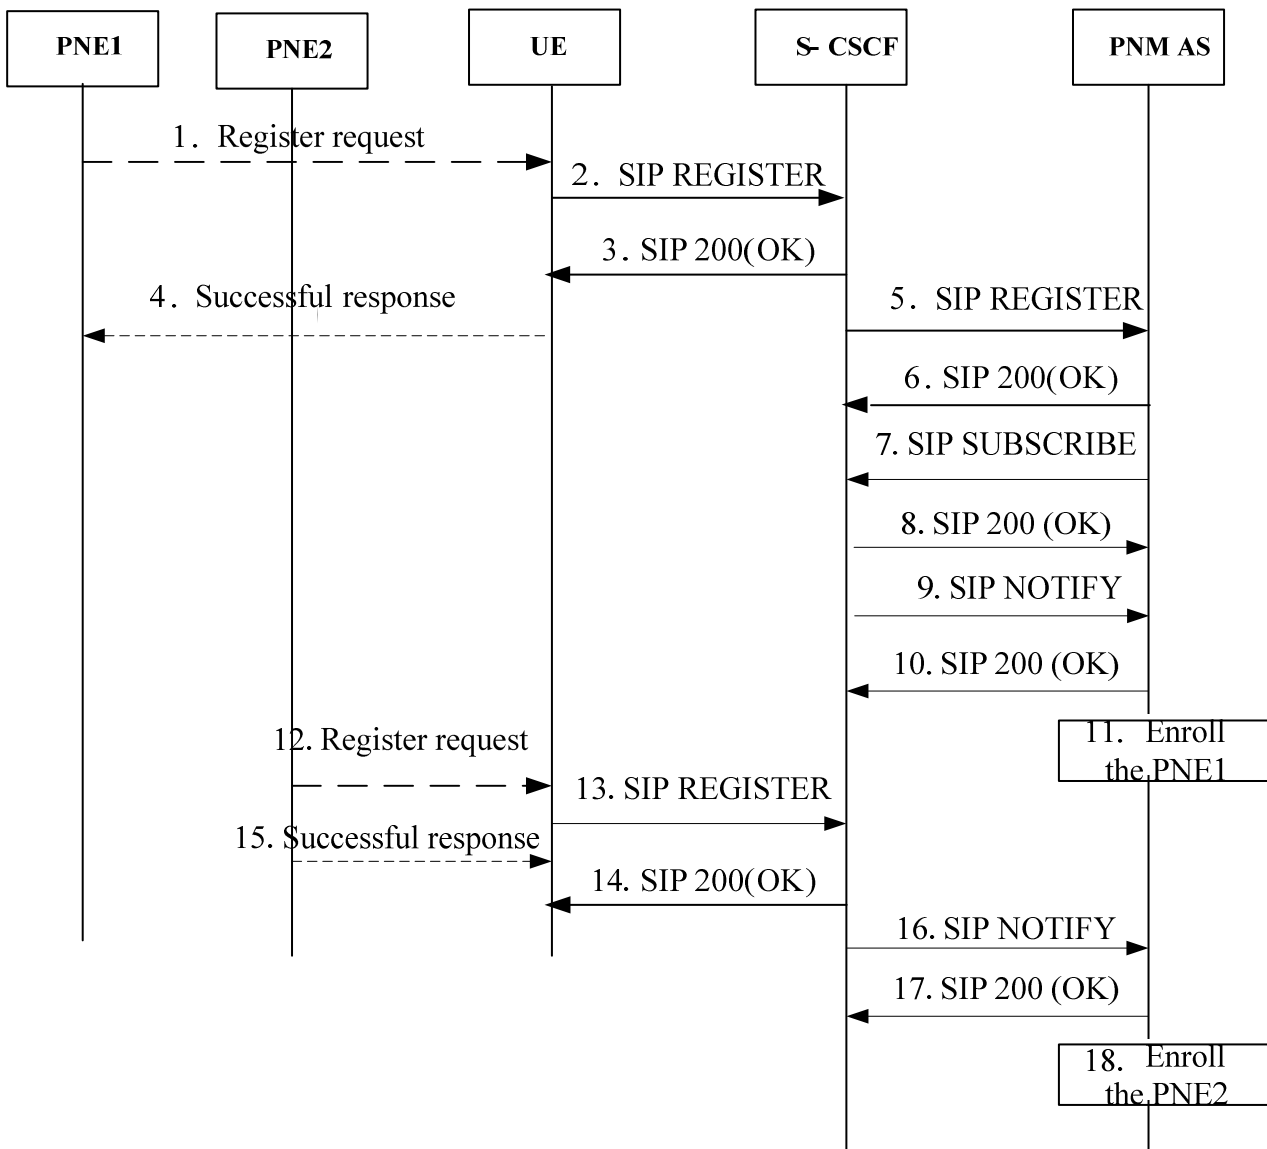 PNE1
PNE2
UE
S- CSCF
PNM AS
1. Register request
2. SIP REGISTER
3. SIP 200(OK)
4. Successful response
5. SIP REGISTER
6. SIP 200(OK)
7. SIP SUBSCRIBE
8. SIP 200 (OK)
9. SIP NOTIFY
10. SIP 200 (OK)
11. Enroll
the PNE1
12. Register request
13. SIP REGISTER
15. Successful response
14. SIP 200(OK)
16. SIP NOTIFY
17. SIP 200 (OK)
18. Enroll
the PNE2